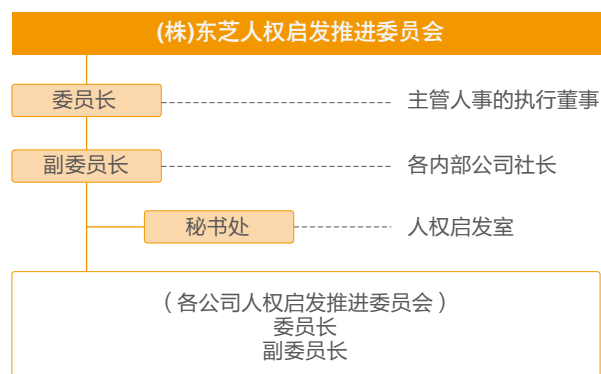 (株)东芝人权启发推进委员会
委员长 主管人事的执行董事
副委员长 各内部公司社长
秘书处 人权启发室
（各公司人权启发推进委员会）
委员长
副委员长